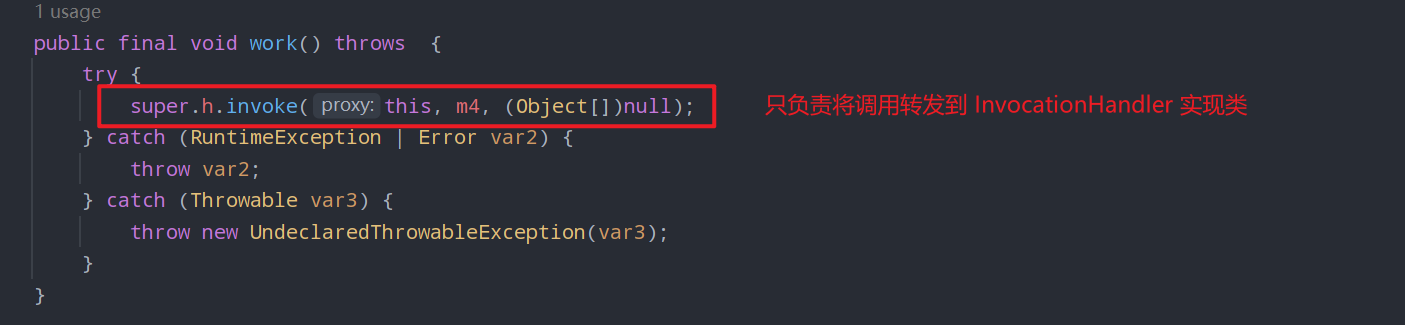 1 usage
public final void work() throws  {
try {
super.h.invoke( proxy: this, m4, (Object[])null);
只负责将调用转发到 InvocationHandler 实现类
} catch (RuntimeException | Error var2) {
throw var2;
} catch (Throwable var3) {
throw new UndeclaredThrowableException(var3);
}
}